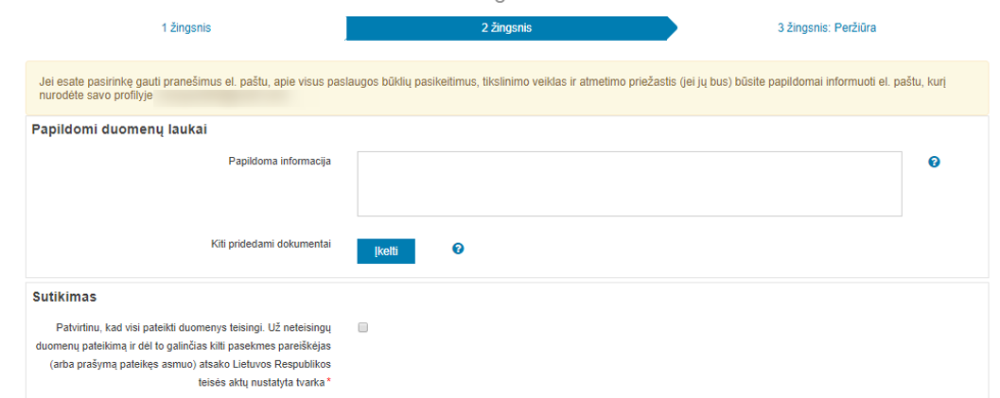 1 žingsnis
2 žingsnis
3 žingsnis: Peržiūra
Jei esate pasirinkę gauti pranešimus el. paštu, apie visus paslaugos būklių pasikeitimus, tikslinimo veiklas ir atmetimo priežastis (jei jų bus) būsite papildomai informuoti el. paštu, kurį
nurodėte savo profilyje
Papildomi duomenų laukai
Papildoma informacija
Kiti pridedami dokumentai
Įkelti
Sutikimas
Patvirtinu, kad visi pateikti duomenys teisingi. Už neteisingų
duomenų pateikimą ir dėl to galinčias kilti pasekmes pareiškėjas
(arba prašymą pateikęs asmuo) atsako Lietuvos Respublikos
teisės aktų nustatyta tvarka *